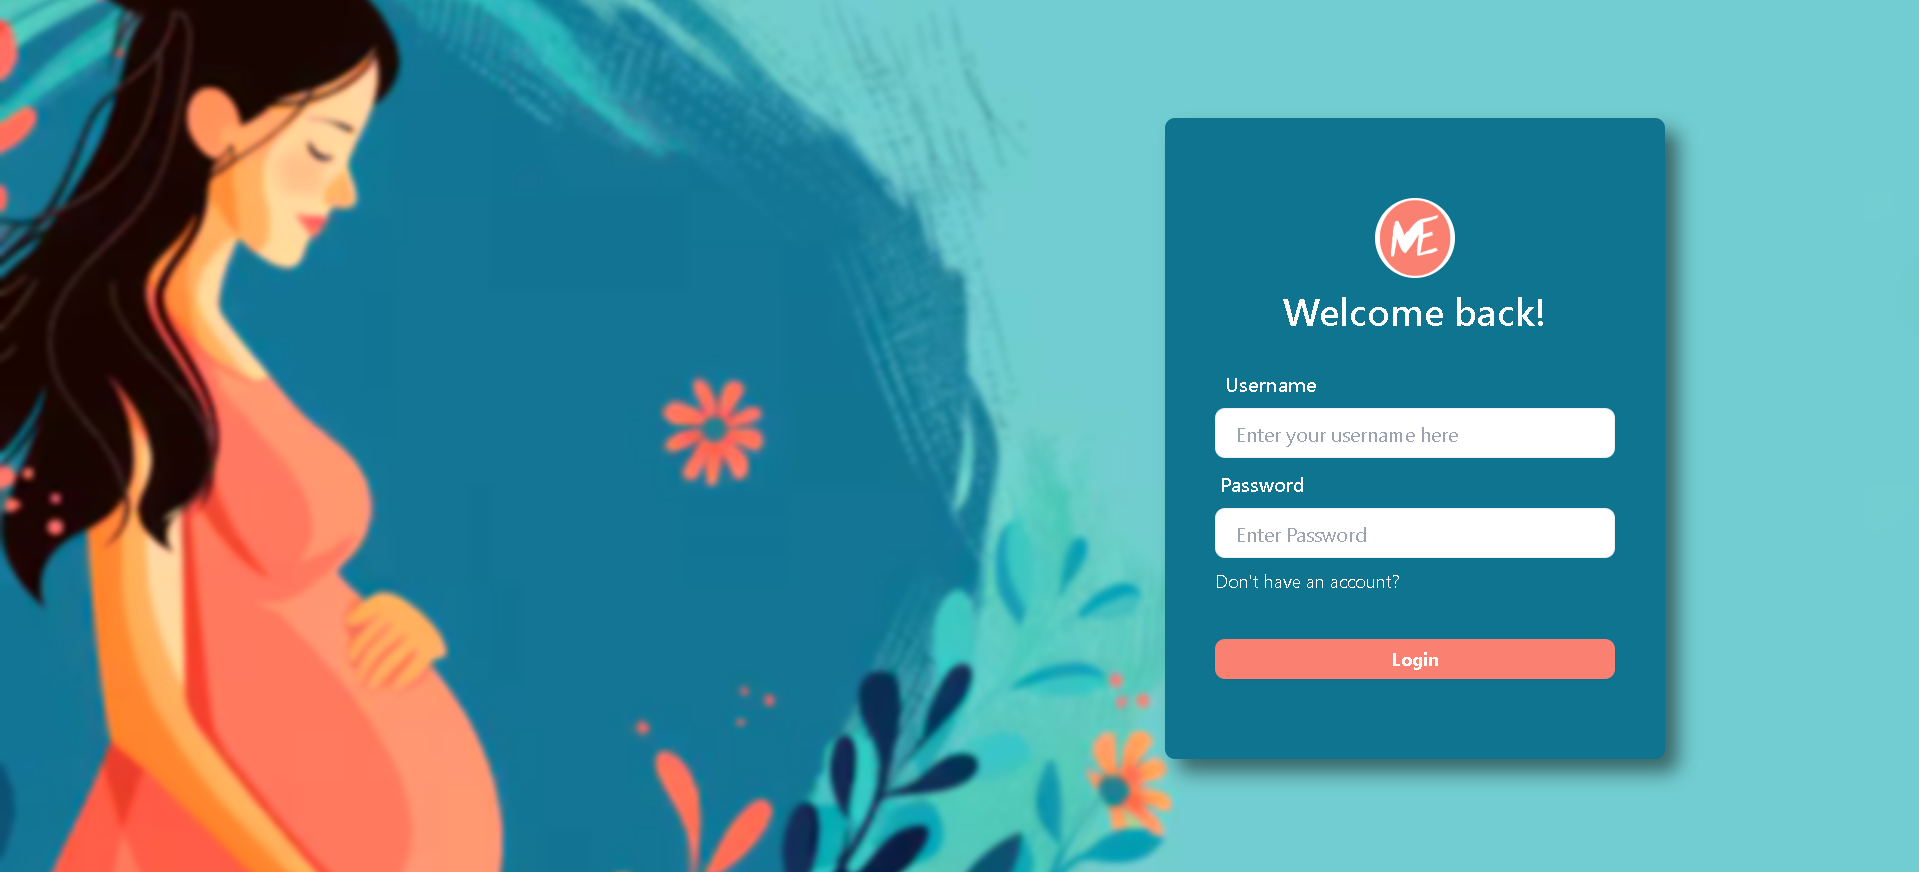 ME
Welcome back!
Username
Enter your username here
Password
Enter Password
Don't have an account?
Login